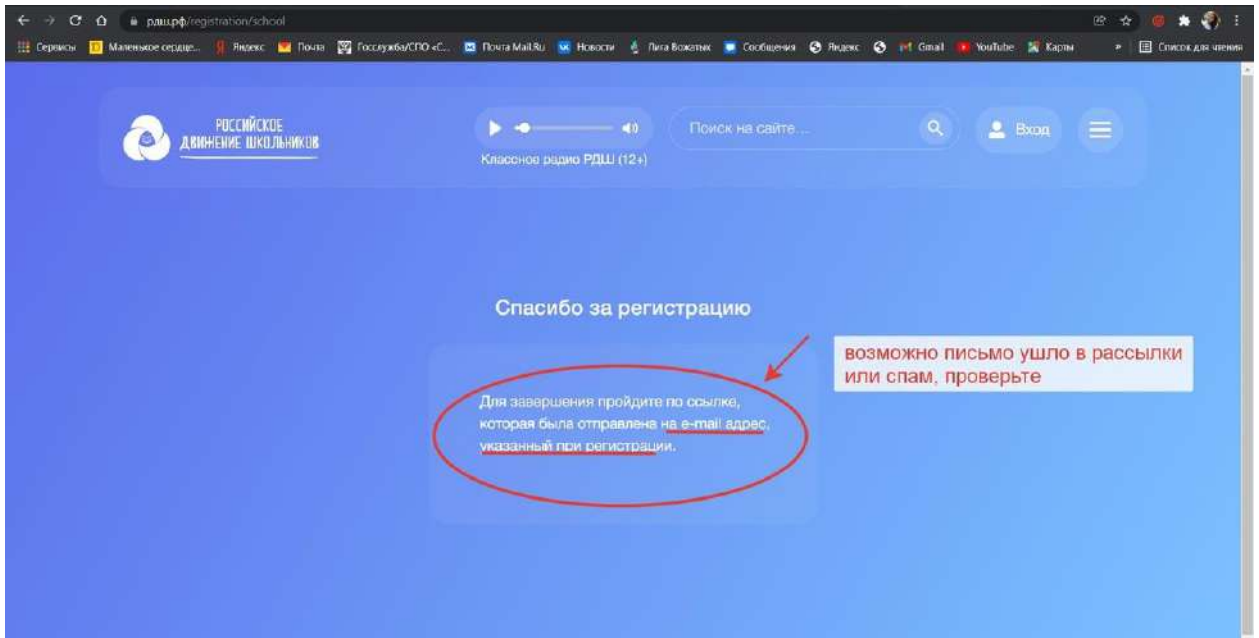 рдш.рф/registration/school
Сервисы Маленькое сердце... Яндекс Почта Госслужба/СПО «С... Почта Mail.Ru Новости Лига Вожатых Сообщения Яндекс Gmail YouTube Карты » Список для чтения
РОССИЙСКОЕ
ДВИЖЕНИЕ ШКОЛЬНИКОВ
Поиск на сайте...
Вход
Классное радио РДШ (12+)
Спасибо за регистрацию
возможно письмо ушло в рассылки
или спам, проверьте
Для завершения пройдите по ссылке,
которая была отправлена на e-mail адрес,
указанный при регистрации.